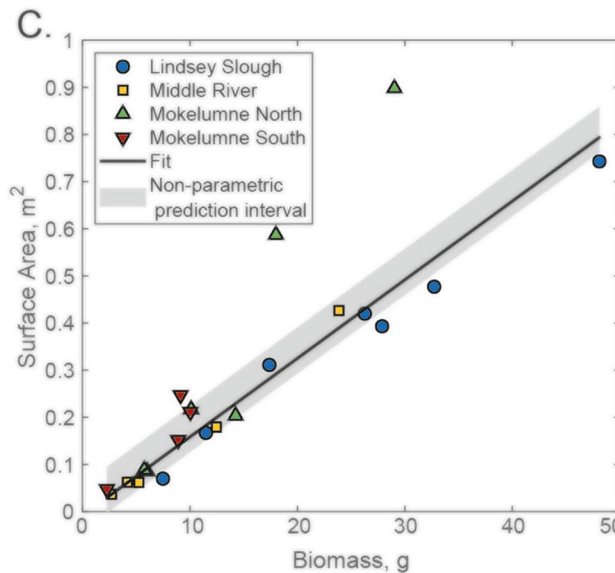 C.
1
0.9
0.8
0.7
0.6
0.5
0.4
0.3
0.2
0.1
0
Surface Area, m²
Lindsey Slough
Middle River
Mokelumne North
Mokelumne South
Fit
Non-parametric
prediction interval
0 10 20 30 40 50
Biomass, g